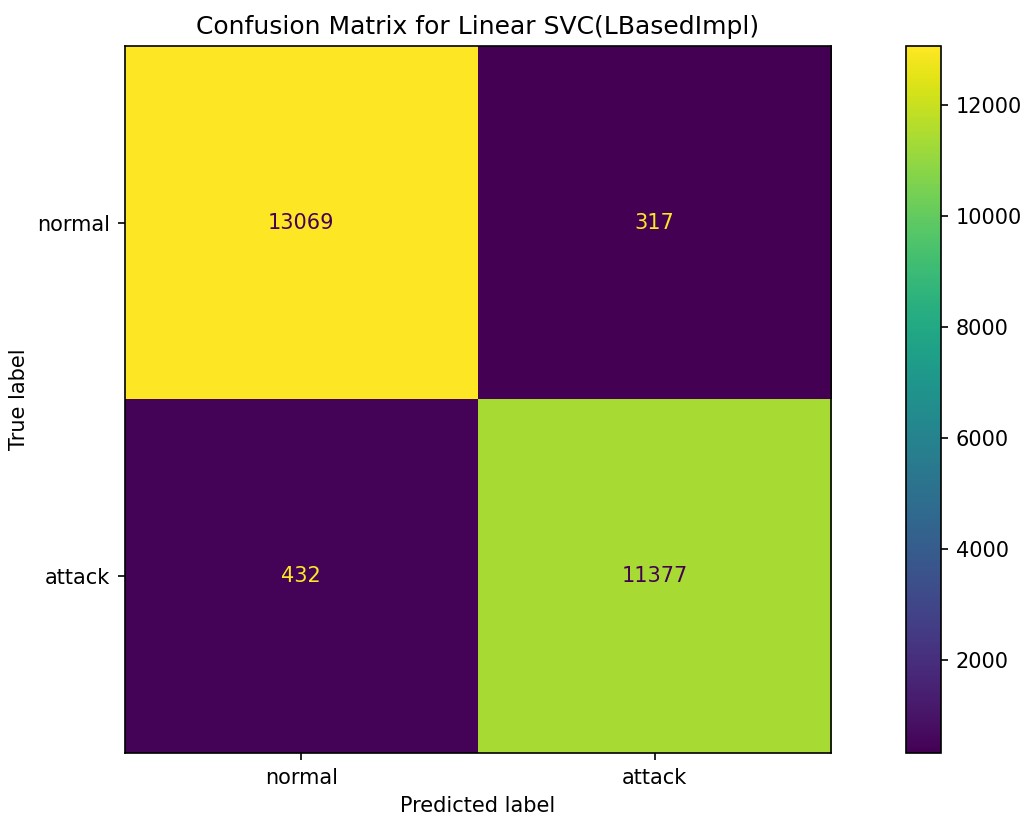 Confusion Matrix for Linear SVC(LBasedImpl)
True label
normal
attack
13069
317
432
11377
normal
attack
Predicted label
12000
10000
8000
6000
4000
2000